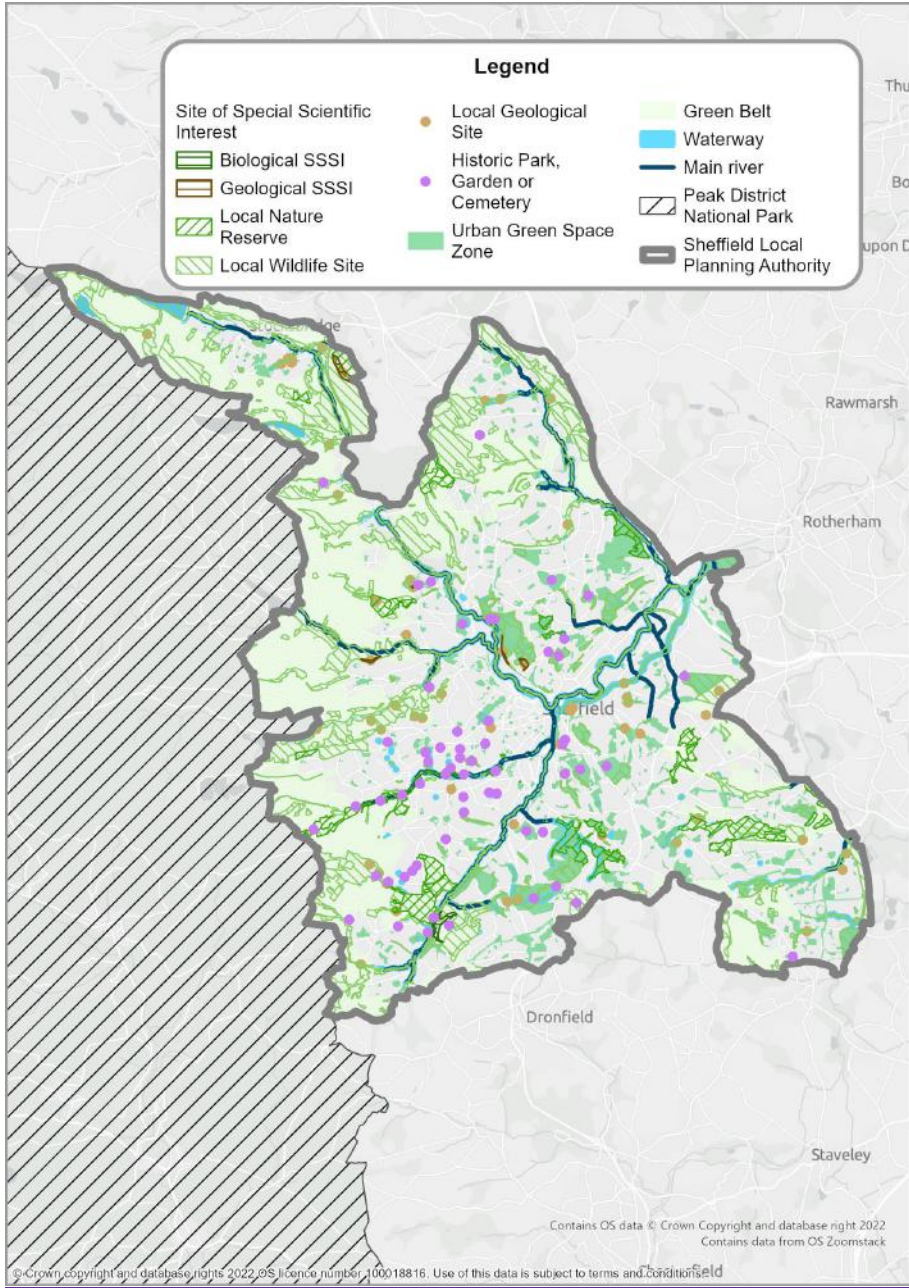 Legend
Site of Special Scientific
Interest
Biological SSSI
Geological SSSI
Local Nature
Reserve
Local Wildlife Site
Local Geological
Site
Historic Park,
Garden or
Cemetery
Urban Green Space
Zone
Green Belt
Waterway
Main river
Peak District
National Park
Sheffield Local
Planning Authority
Thu
Bo
upon D
Rawmarsh
Rotherham
field
Dronfield
Staveley
Contains OS data © Crown Copyright and database right 2022
Contains data from OS Zoomstack
© Crown copyright and database rights 2022 OS licence number 100018816. Use of this data is subject to terms and conditions.